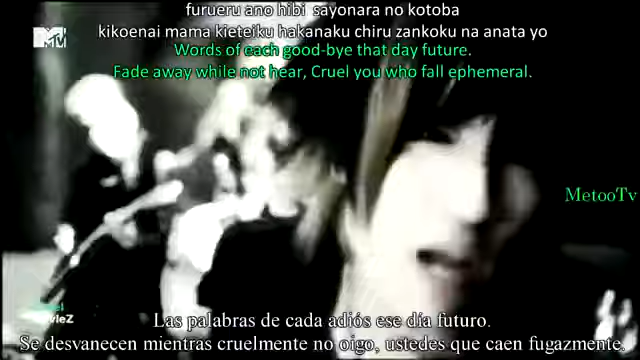 furueru ano hibi sayonara no kotoba
kikoenai mama kieteiku hakanaku chiru zankoku na anata yo
Words of each good-bye that day future.
Fade away while not hear, Cruel you who fall ephemeral.
MTV
MetooTv
Las palabras de cada adiós ese día futuro.
Se desvanecen mientras cruelmente no oigo, ustedes que caen fugazmente.